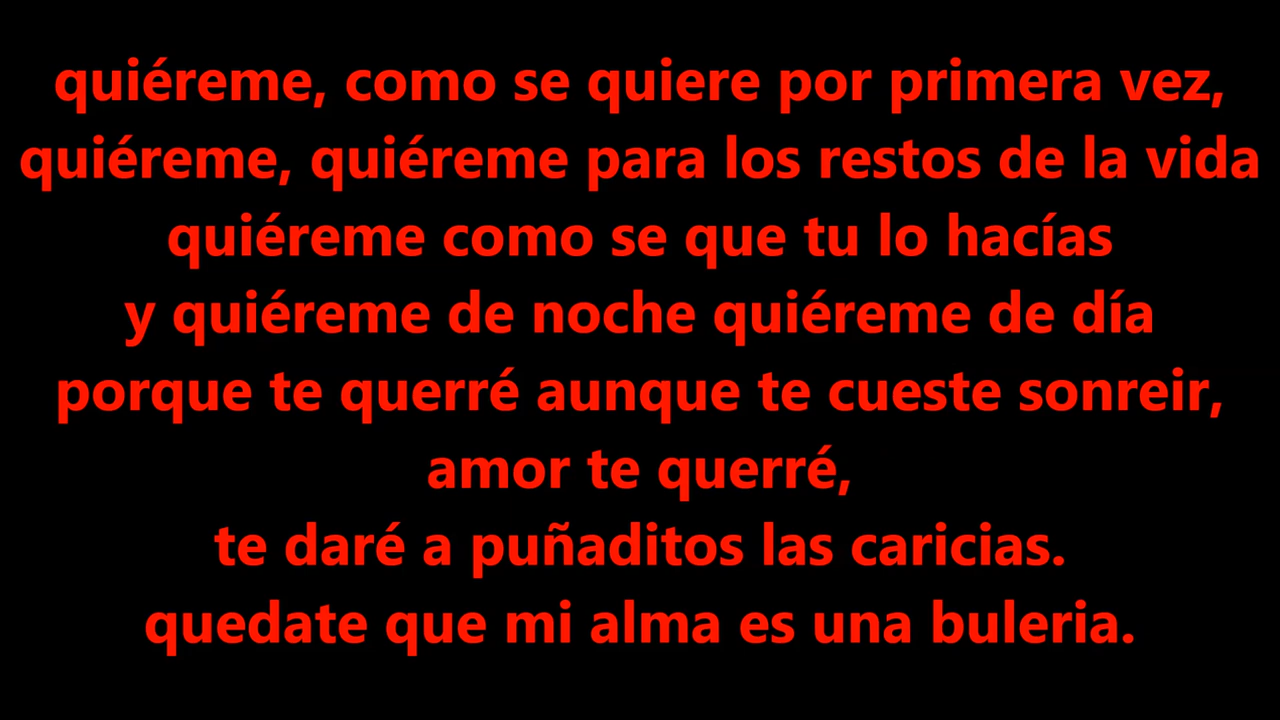 quiéreme, como se quiere por primera vez,
quiéreme, quiéreme para los restos de la vida
quiéreme como se que tu lo hacías
y quiéreme de noche quiéreme de día
porque te querré aunque te cueste sonreir,
amor te querré,
te daré a puñaditos las caricias.
quedate que mi alma es una buleria.